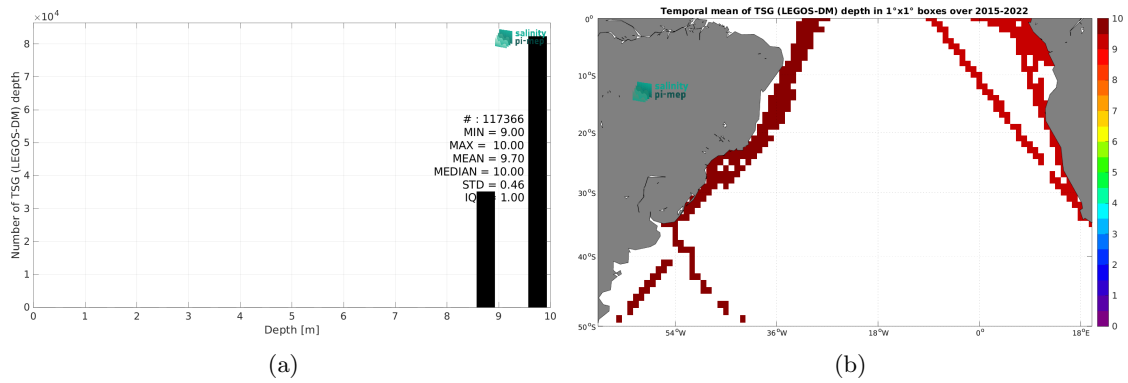 ×10⁴
8
7
6
5
4
3
2
1
0
Number of TSG (LEGOS-DM) depth
salinity
pi-mep
# : 117366
MIN = 9.00
MAX = 10.00
MEAN = 9.70
MEDIAN = 10.00
STD = 0.46
= 1.00
0 1 2 3 4 5 6 7 8 9 10
Depth [m]
(a)
Temporal mean of TSG (LEGOS-DM) depth in 1°x1° boxes over 2015-2022
0°
10°S
20°S
30°S
40°S
50°S
salinity
pi-mep
54°W 36°W 18°W 0° 18°E
10
9
8
7
6
5
4
3
2
1
0
(b)